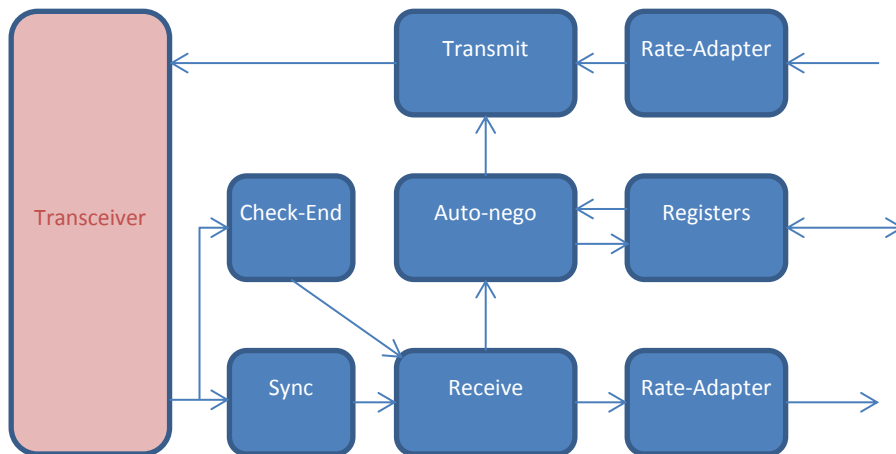 Transmit
Rate-Adapter
Transceiver
Check-End
Auto-nego
Registers
Sync
Receive
Rate-Adapter